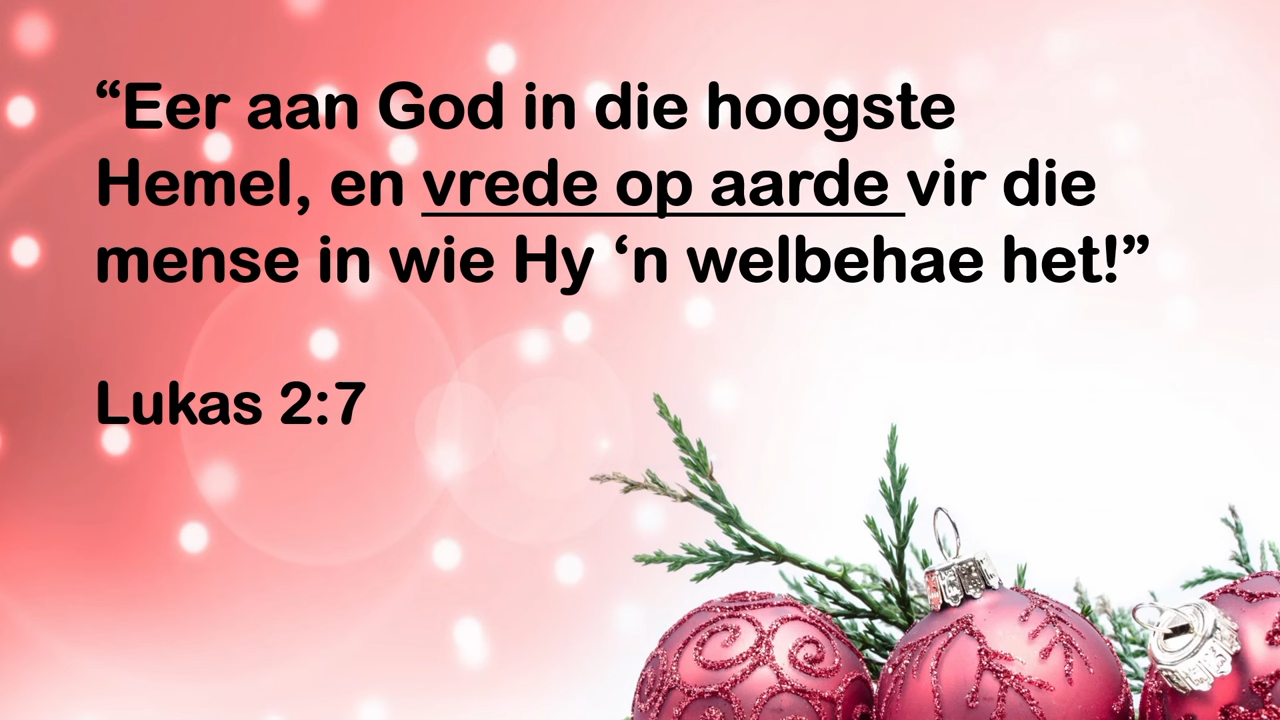 “Eer aan God in die hoogste
Hemel, en vrede op aarde vir die
mense in wie Hy ‘n welbehae het!”
Lukas 2:7